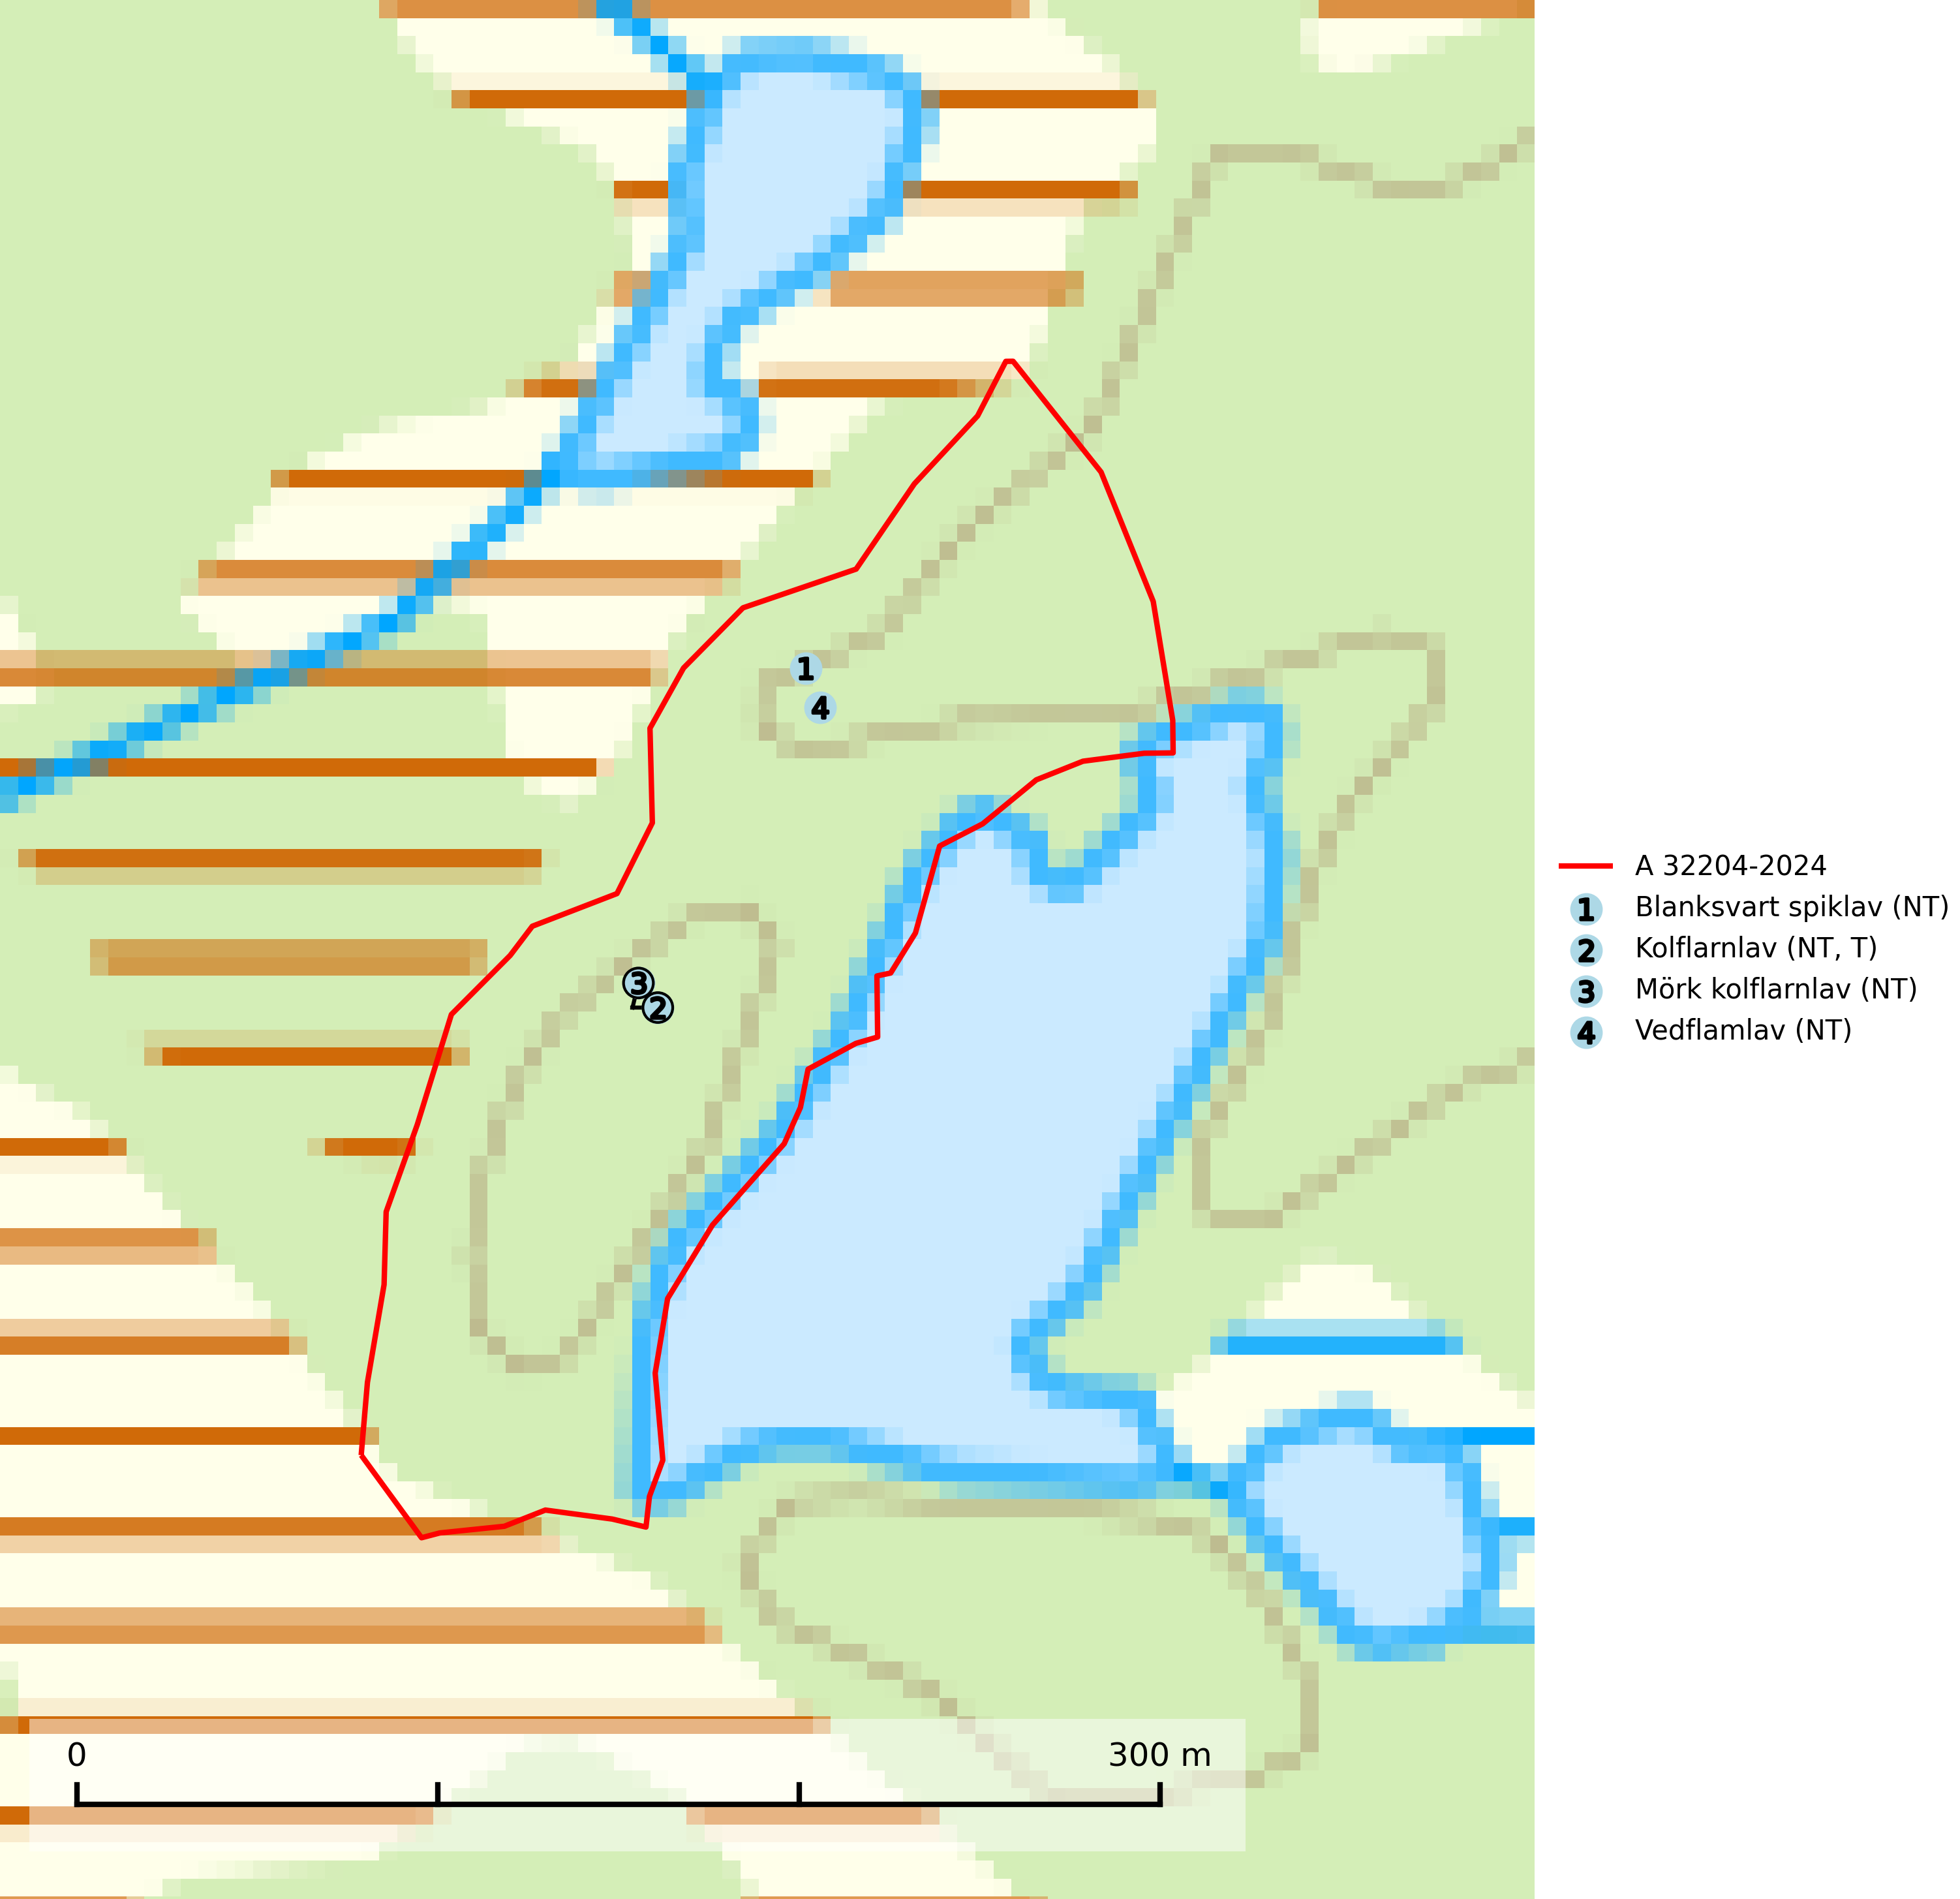 1
4
3
2
A 32204-2024
1 Blanksvart spiklav (NT)
2 Kolflarnlav (NT, T)
3 Mörk kolflarnlav (NT)
4 Vedflamlav (NT)
0 300 m